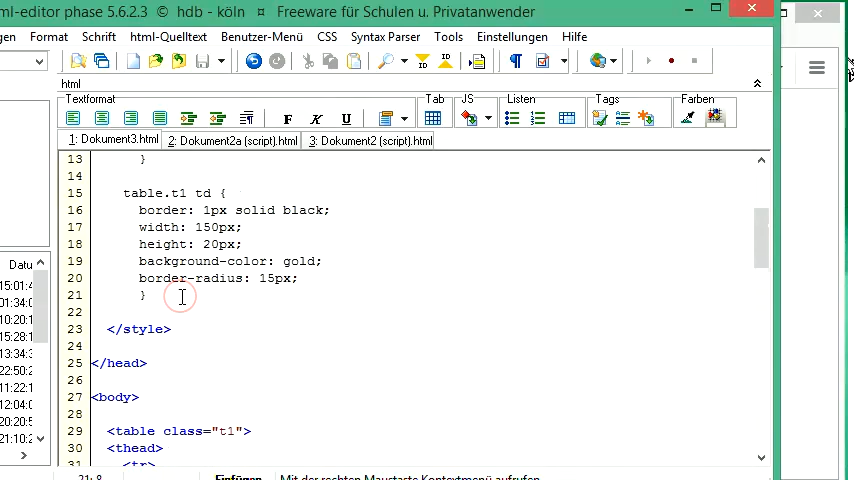 ml-editor phase 5.6.2.3 © hdb - köln ¤ Freeware für Schulen u. Privatanwender
gen Format Schrift html-Quelltext Benutzer-Menü CSS Syntax Parser Tools Einstellungen Hilfe
html
Textformat Tab JS Listen Tags Farben
F K U
1: Dokument3.html 2: Dokument2a (script).html 3: Dokument2 (script).html
13 }
14
15 table.t1 td {
16 border: 1px solid black;
17 width: 150px;
18 height: 20px;
19 background-color: gold;
20 border-radius: 15px;
21 }
22
23 </style>
24
25 </head>
26
27 <body>
28
29 <table class="t1">
30 <thead>
31 <tr>
Datu
15:01:4
01:34:0
10:20:1
15:28:1
13:34:3
22:50:2
11:22:1
12:04:0
20:20:5
21:10:2
21: 8 Einfügen Mit der rechten Maustaste Kontextmenü aufrufen